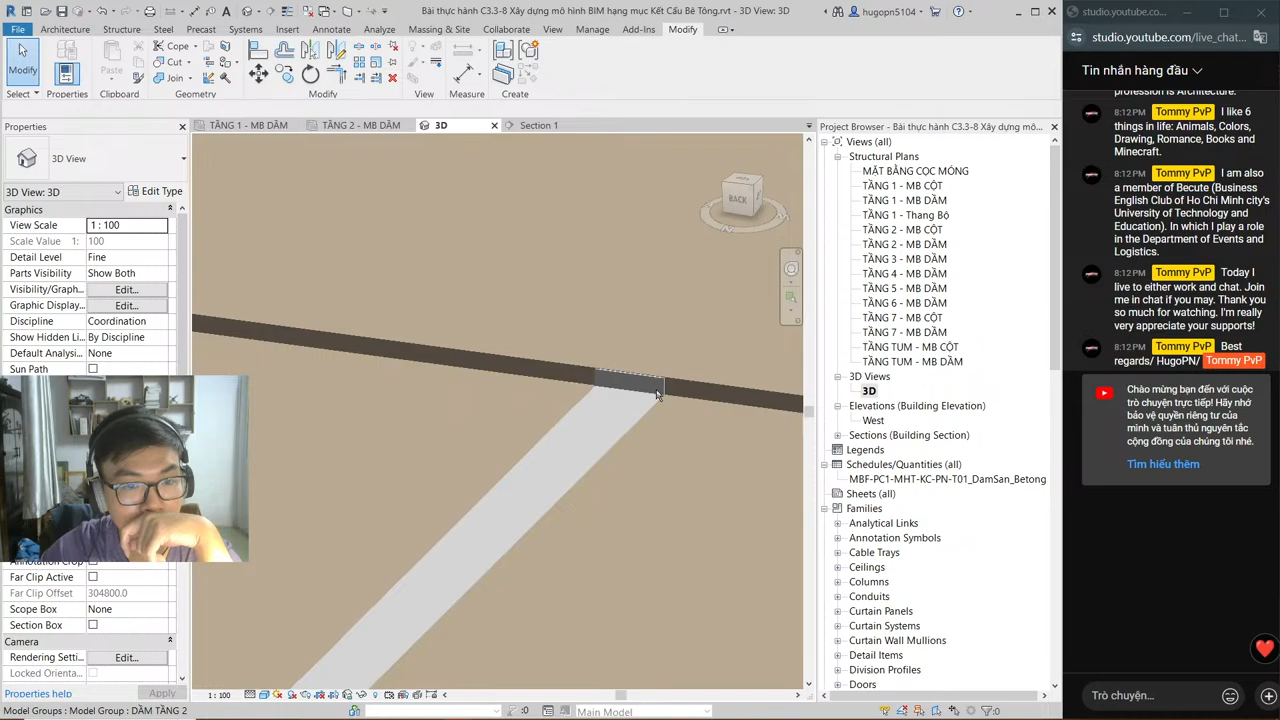 Bài thực hành C3.3-8 Xây dựng mô hình BIM hạng mục Kết Cấu Bê Tông.rvt - 3D View: 3D
hugopn5104
File
Architecture
Structure
Steel
Precast
Systems
Insert
Annotate
Analyze
Massing & Site
Collaborate
View
Manage
Add-Ins
Modify
Modify
Properties
Paste
Cope
Cut
Join
Select
Properties
Clipboard
Geometry
Modify
View
Measure
Create
Properties
3D View
3D View: 3D
Edit Type
Graphics
View Scale
1 : 100
Scale Value 1:
100
Detail Level
Fine
Parts Visibility
Show Both
Visibility/Graph...
Edit...
Graphic Display...
Edit...
Discipline
Coordination
Show Hidden Li...
By Discipline
Default Analysi...
None
Sun Path
Far Clip Active
Far Clip Offset
304800.0
Scope Box
None
Section Box
Camera
Rendering Setti...
Edit...
Locked Orienta...
Properties help
Apply
Model Groups : Model Group : DẦM TẦNG 2
TẦNG 1 - MB DẦM
TẦNG 2 - MB DẦM
3D
Section 1
BACK
1 : 100
:0
Main Model
:0
Project Browser - Bài thực hành C3.3-8 Xây dựng mô...
Views (all)
Structural Plans
MẶT BẰNG CỌC MÓNG
TẦNG 1 - MB CỘT
TẦNG 1 - MB DẦM
TẦNG 1 - Thang Bộ
TẦNG 2 - MB CỘT
TẦNG 2 - MB DẦM
TẦNG 3 - MB DẦM
TẦNG 4 - MB DẦM
TẦNG 5 - MB DẦM
TẦNG 6 - MB DẦM
TẦNG 7 - MB CỘT
TẦNG 7 - MB DẦM
TẦNG TUM - MB CỘT
TẦNG TUM - MB DẦM
3D Views
3D
Elevations (Building Elevation)
West
Sections (Building Section)
Legends
Schedules/Quantities (all)
MBF-PC1-MHT-KC-PN-T01_DamSan_Betong
Sheets (all)
Families
Analytical Links
Annotation Symbols
Cable Trays
Ceilings
Columns
Conduits
Curtain Panels
Curtain Systems
Curtain Wall Mullions
Detail Items
Division Profiles
Doors
studio.youtube.co...
studio.youtube.com/live_chat...
Tin nhắn hàng đầu
profession is Architecture.
8:12 PM Tommy PvP I like 6
things in life: Animals, Colors,
Drawing, Romance, Books and
Minecraft.
8:12 PM Tommy PvP I am also
a member of Becute (Business
English Club of Ho Chi Minh city's
University of Technology and
Education). In which I play a role
in the Department of Events and
Logistics.
8:12 PM Tommy PvP Today I
live to either work and chat. Join
me in chat if you may. Thank you
so much for watching. I'm really
very appreciate your supports!
8:12 PM Tommy PvP Best
regards/ HugoPN/ Tommy PvP
Chào mừng bạn đến với cuộc
trò chuyện trực tiếp! Hãy nhớ
bảo vệ quyền riêng tư của
mình và tuân thủ nguyên tắc
cộng đồng của chúng tôi nhé.
Tìm hiểu thêm
Trò chuyện...